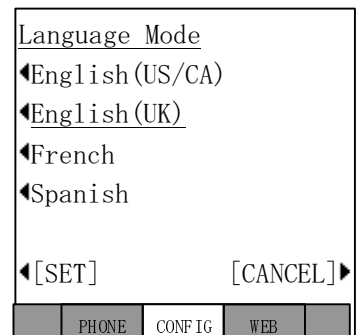 Language Mode
◀English(US/CA)
◀English(UK)
◀French
◀Spanish
◀[SET] [CANCEL]▶
PHONE CONFIG WEB